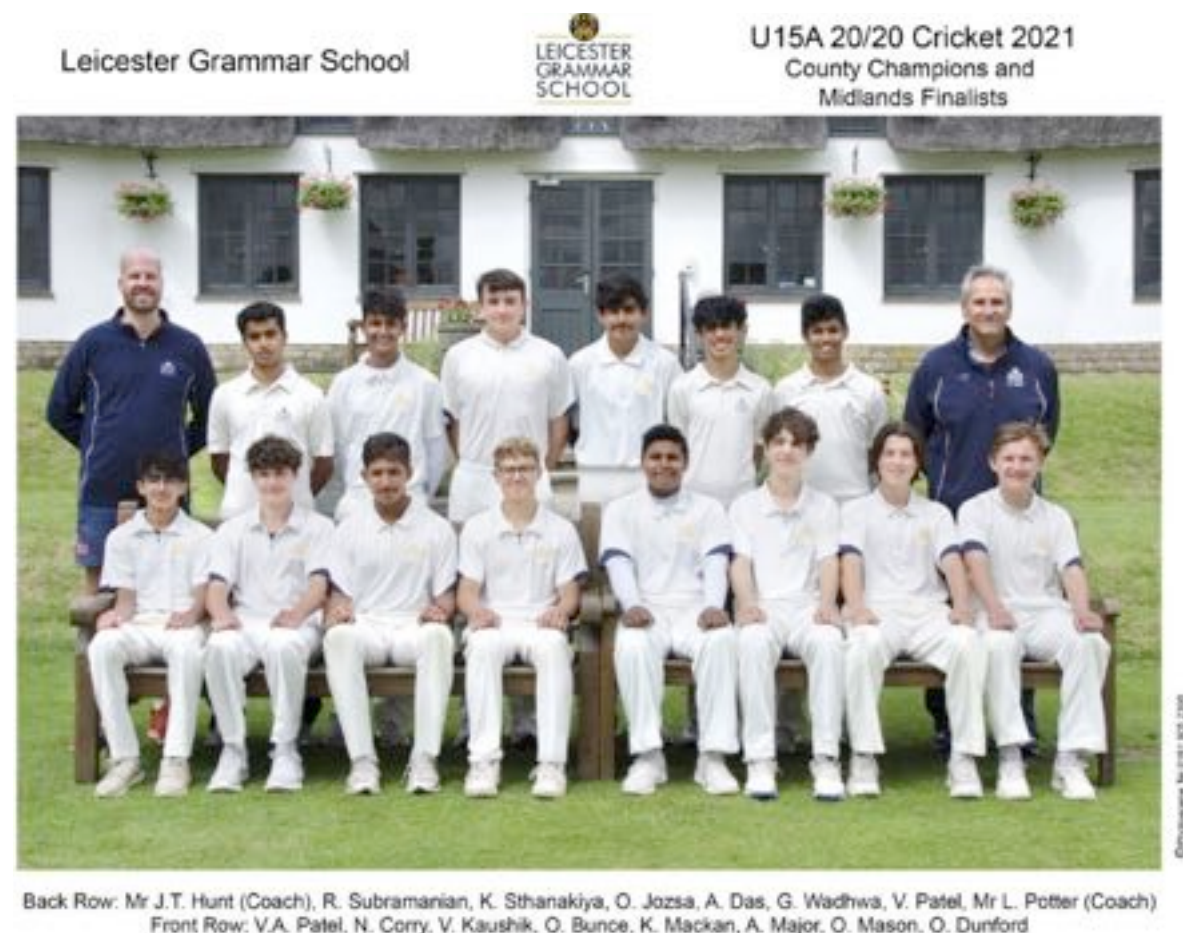 Leicester Grammar School
LEICESTER
GRAMMAR
SCHOOL
U15A 20/20 Cricket 2021
County Champions and
Midlands Finalists
Back Row: Mr J.T. Hunt (Coach), R. Subramanian, K. Sthanakiya, O. Jozsa, A. Das, G. Wadhwa, V. Patel, Mr L. Potter (Coach)
Front Row: V.A. Patel, N. Corry, V. Kaushik, O. Bunce, K. Mackan, A. Major, O. Mason, O. Dunford